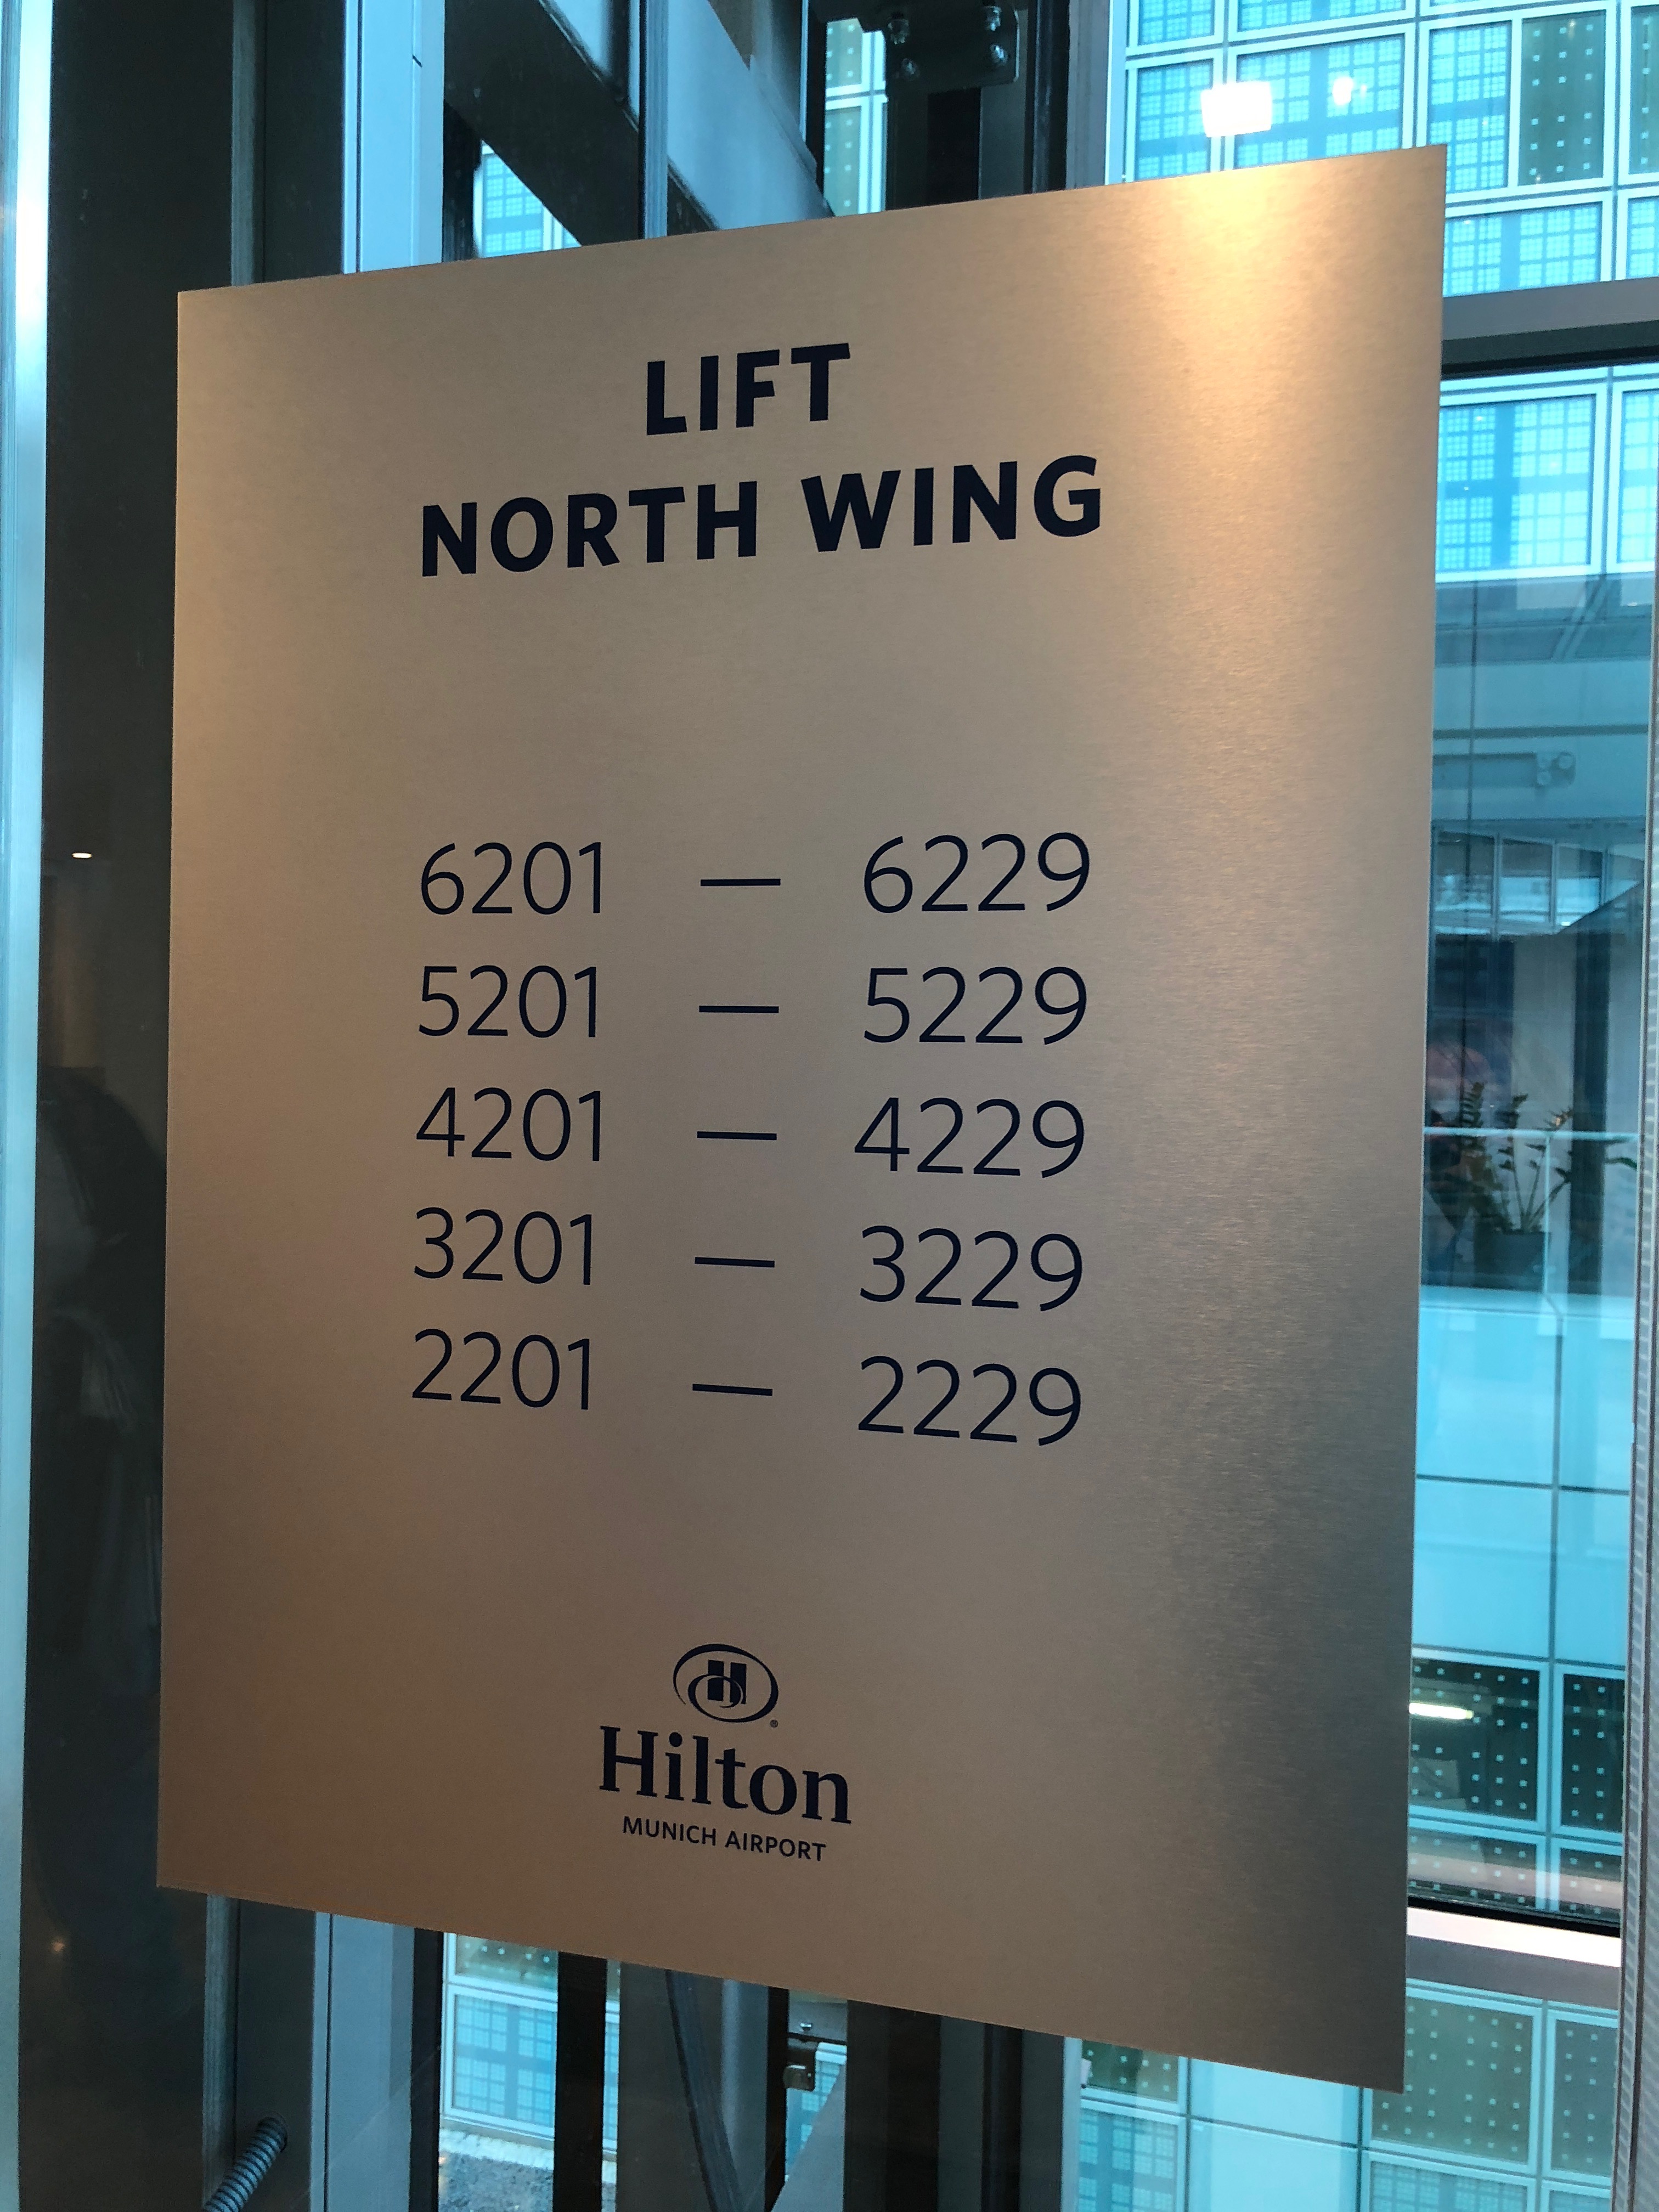 LIFT
NORTH WING
6201 — 6229
5201 — 5229
4201 — 4229
3201 — 3229
2201 — 2229
H
®
Hilton
MUNICH AIRPORT